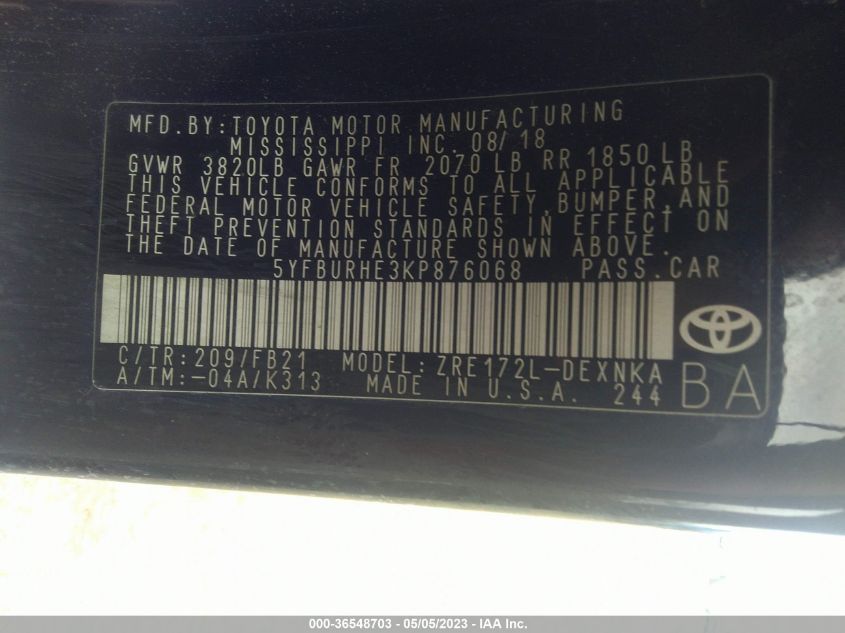 MFD.BY:TOYOTA MOTOR MANUFACTURING
MISSISSIPPI INC. 08/18
GVWR 3820LB GAWR FR 2070 LB RR 1850 LB
THIS VEHICLE CONFORMS TO ALL APPLICABLE
FEDERAL MOTOR VEHICLE SAFETY,BUMPER,AND
THEFT PREVENTION STANDARDS IN EFFECT ON
THE DATE OF MANUFACTURE SHOWN ABOVE.
5YFBURHE3KP876068 PASS.CAR
C/TR:209/FB21 MODEL:ZRE172L-DEXNKA
A/TM:-04A/K313 MADE IN U.S.A. 244
BA
000-36548703 - 05/05/2023 - IAA Inc.